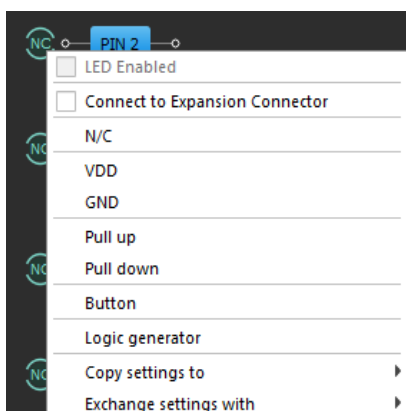 NC PIN 2
LED Enabled
Connect to Expansion Connector
N/C
NC
VDD
GND
Pull up
NC
Pull down
Button
Logic generator
NC
Copy settings to
Exchange settings with